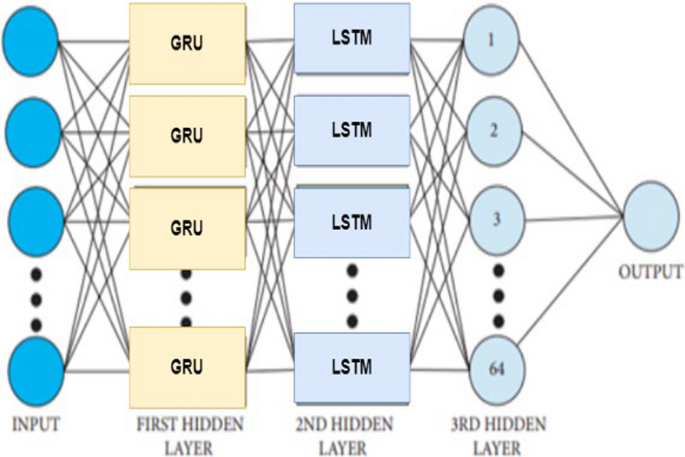 GRU
LSTM
1
GRU
LSTM
2
GRU
LSTM
3
GRU
LSTM
64
OUTPUT
INPUT
FIRST HIDDEN
LAYER
2ND HIDDEN
LAYER
3RD HIDDEN
LAYER